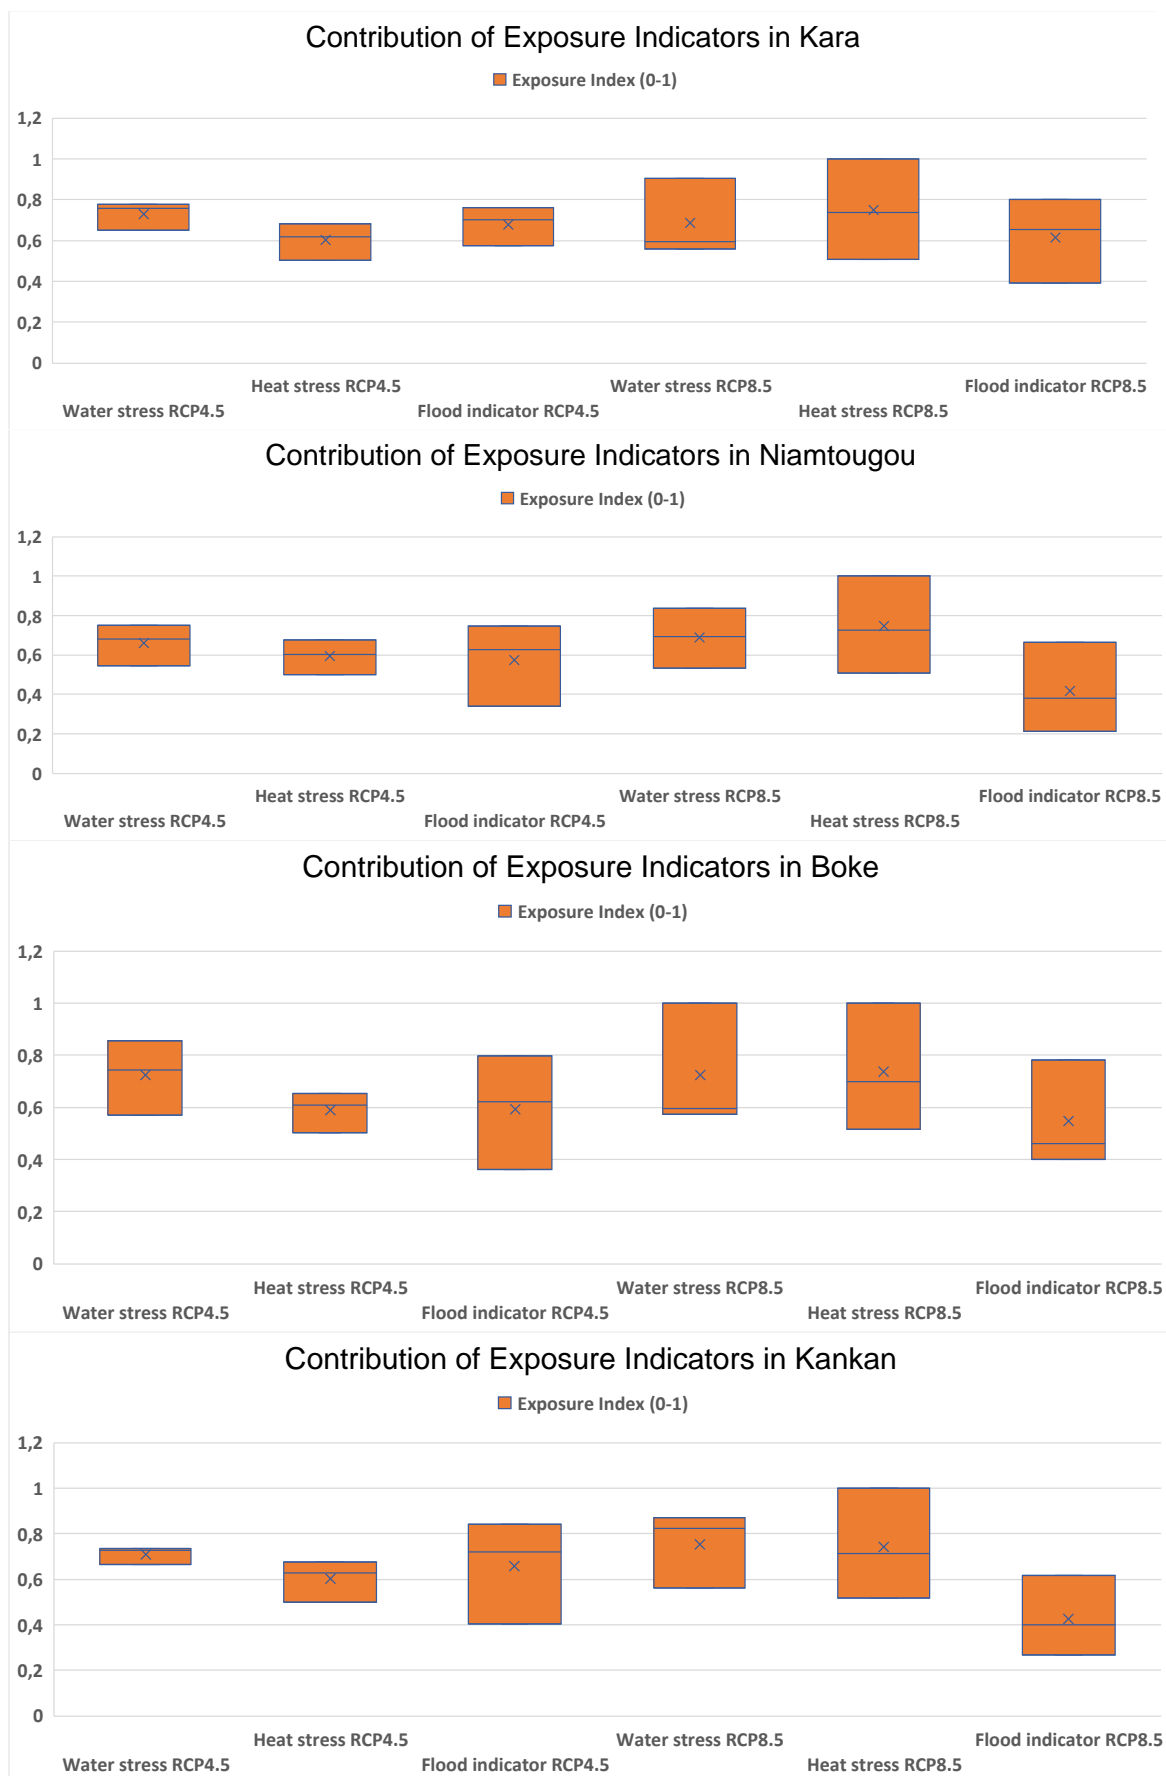 Contribution of Exposure Indicators in Kara
Exposure Index (0-1)
1,2
1
0,8
0,6
0,4
0,2
0
Heat stress RCP4.5 Water stress RCP8.5 Flood indicator RCP8.5
Water stress RCP4.5 Flood indicator RCP4.5 Heat stress RCP8.5
Contribution of Exposure Indicators in Niamtougou
Exposure Index (0-1)
1,2
1
0,8
0,6
0,4
0,2
0
Heat stress RCP4.5 Water stress RCP8.5 Flood indicator RCP8.5
Water stress RCP4.5 Flood indicator RCP4.5 Heat stress RCP8.5
Contribution of Exposure Indicators in Boke
Exposure Index (0-1)
1,2
1
0,8
0,6
0,4
0,2
0
Heat stress RCP4.5 Water stress RCP8.5 Flood indicator RCP8.5
Water stress RCP4.5 Flood indicator RCP4.5 Heat stress RCP8.5
Contribution of Exposure Indicators in Kankan
Exposure Index (0-1)
1,2
1
0,8
0,6
0,4
0,2
0
Heat stress RCP4.5 Water stress RCP8.5 Flood indicator RCP8.5
Water stress RCP4.5 Flood indicator RCP4.5 Heat stress RCP8.5